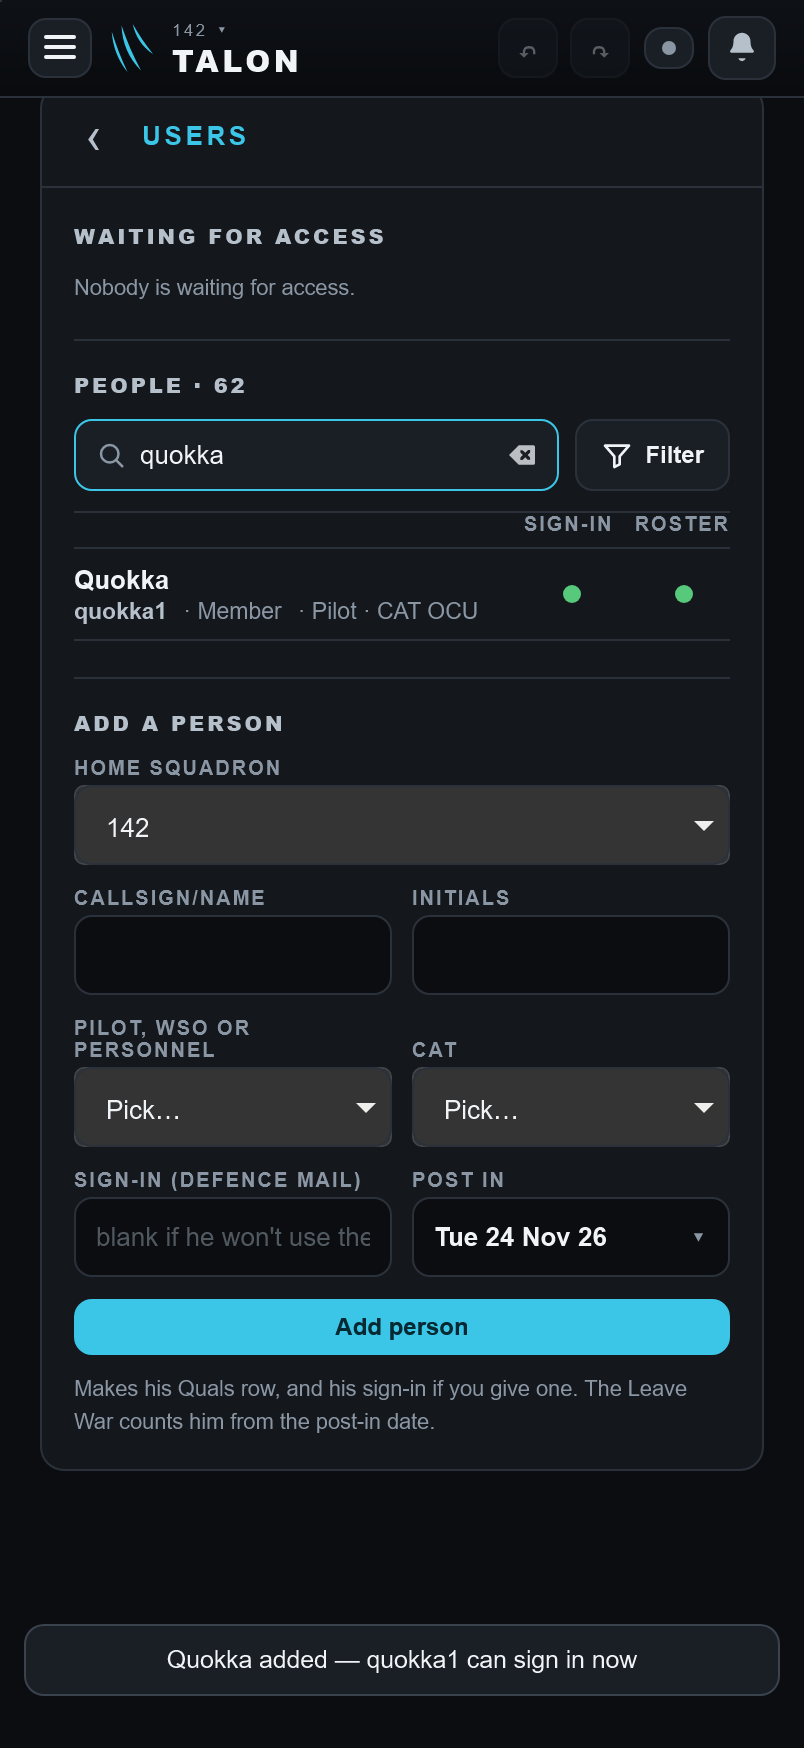 142 ▾
TALON
USERS
WAITING FOR ACCESS
Nobody is waiting for access.
PEOPLE · 62
quokka
Filter
SIGN-IN ROSTER
Quokka
quokka1 · Member · Pilot · CAT OCU
ADD A PERSON
HOME SQUADRON
142
CALLSIGN/NAME INITIALS
PILOT, WSO OR
PERSONNEL CAT
Pick… Pick…
SIGN-IN (DEFENCE MAIL) POST IN
blank if he won't use the Tue 24 Nov 26 ▾
Add person
Makes his Quals row, and his sign-in if you give one. The Leave
War counts him from the post-in date.
Quokka added — quokka1 can sign in now